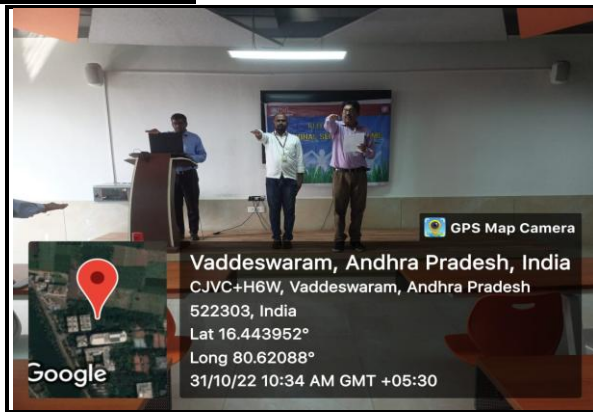 GPS Map Camera
Vaddeswaram, Andhra Pradesh, India
CJVC+H6W, Vaddeswaram, Andhra Pradesh
522303, India
Lat 16.443952°
Long 80.62088°
31/10/22 10:34 AM GMT +05:30
Google